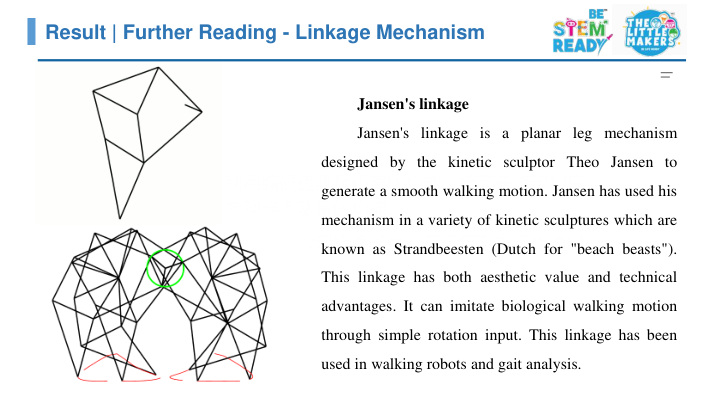 Result | Further Reading - Linkage Mechanism
BE
STEM
READY
THE
LITTLE
MAKERS
Jansen's linkage
Jansen's linkage is a planar leg mechanism
designed by the kinetic sculptor Theo Jansen to
generate a smooth walking motion. Jansen has used his
mechanism in a variety of kinetic sculptures which are
known as Strandbeesten (Dutch for "beach beasts").
This linkage has both aesthetic value and technical
advantages. It can imitate biological walking motion
through simple rotation input. This linkage has been
used in walking robots and gait analysis.